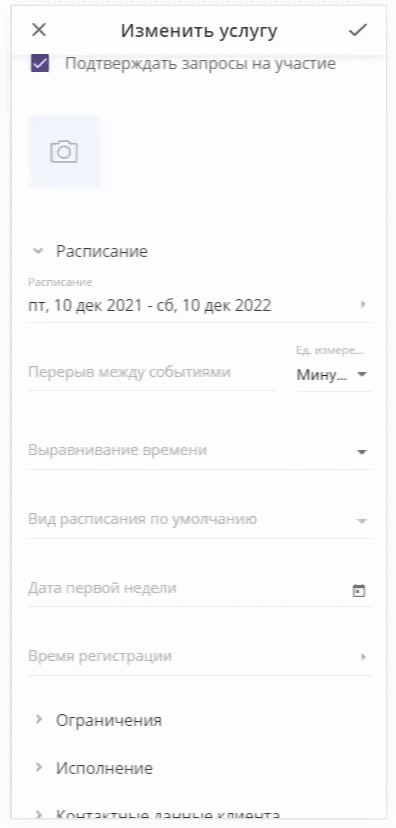 Изменить услугу
Подтверждать запросы на участие
Расписание
Расписание
пт, 10 дек 2021 - сб, 10 дек 2022
Ед. измере...
Перерыв между событиями
Мину...
Выравнивание времени
Вид расписания по умолчанию
Дата первой недели
Время регистрации
Ограничения
Исполнение
Контактные данные клиента